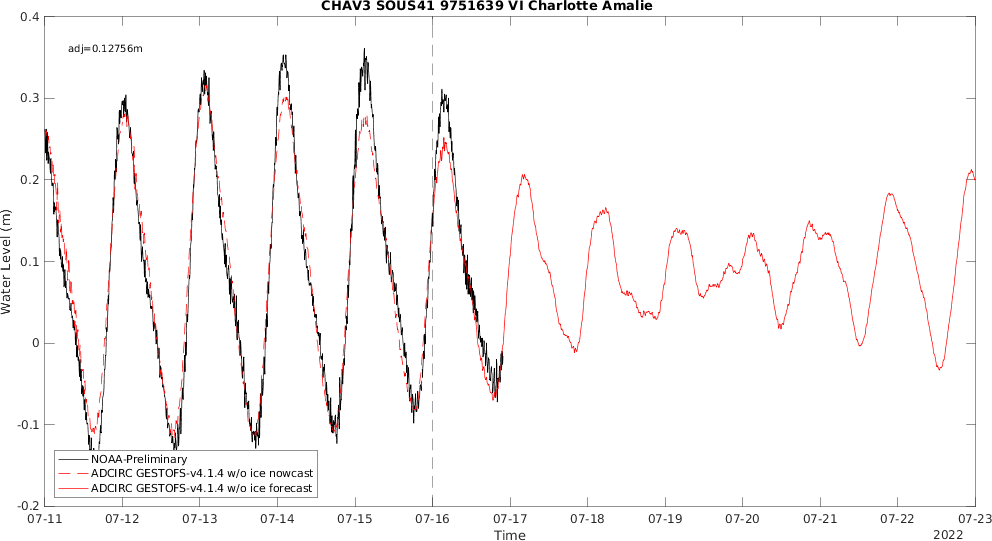 CHAV3 SOUS41 9751639 VI Charlotte Amalie
adj=0.12756m
0.4
0.3
0.2
0.1
0
-0.1
-0.2
Water Level (m)
NOAA-Preliminary
ADCIRC GESTOFS-v4.1.4 w/o ice nowcast
ADCIRC GESTOFS-v4.1.4 w/o ice forecast
07-11 07-12 07-13 07-14 07-15 07-16 07-17 07-18 07-19 07-20 07-21 07-22 07-23
Time
2022